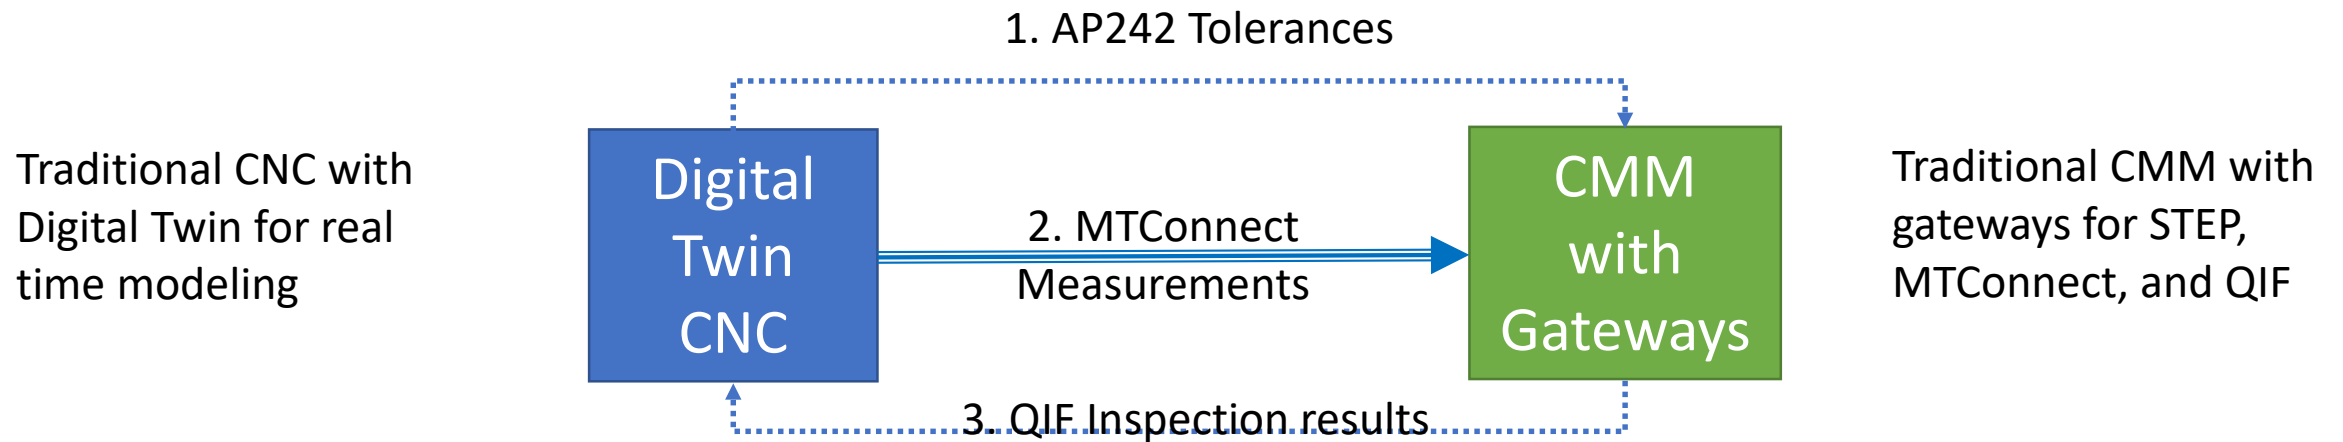 1. AP242 Tolerances
Traditional CNC with
Digital Twin for real
time modeling
Digital
Twin
CNC
2. MTConnect
Measurements
CMM
with
Gateways
Traditional CMM with
gateways for STEP,
MTConnect, and QIF
3. QIF Inspection results